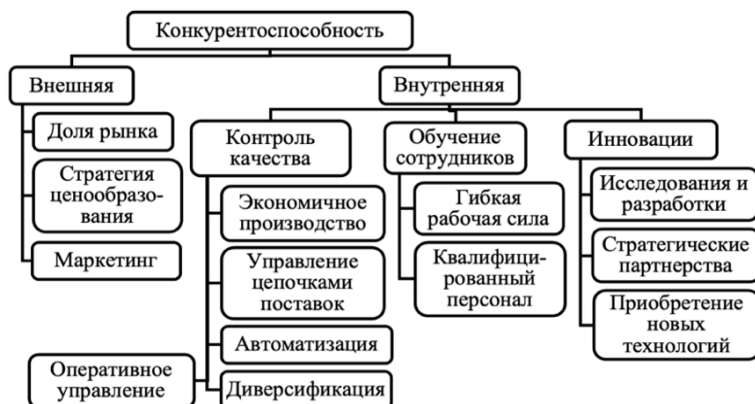 Конкурентоспособность
Внешняя
Внутренняя
Доля рынка
Стратегия
ценообразо-
вания
Маркетинг
Контроль
качества
Экономичное
производство
Управление
цепочками
поставок
Автоматизация
Оперативное
управление
Диверсификация
Обучение
сотрудников
Гибкая
рабочая сила
Квалифици-
рованный
персонал
Инновации
Исследования и
разработки
Стратегические
партнерства
Приобретение
новых
технологий